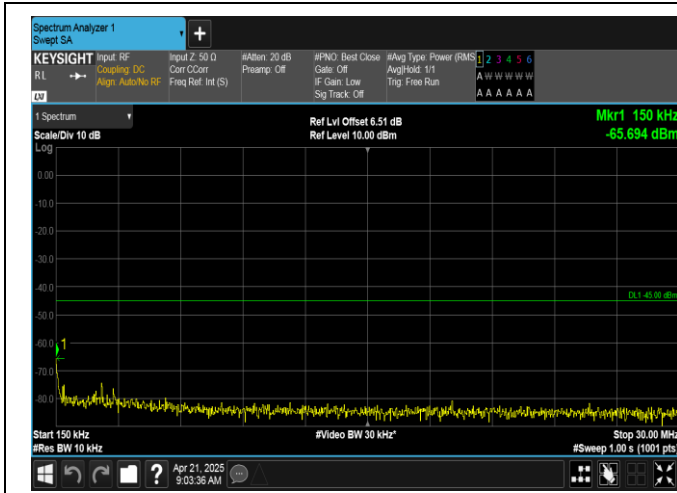 Spectrum Analyzer 1
Swept SA
+
KEYSIGHT
RL
LXI
Input: RF
Coupling: DC
Align: Auto/No RF
Input Z: 50 Ω
Corr CCorr
Freq Ref: Int (S)
#Atten: 20 dB
Preamp: Off
#PNO: Best Close
Gate: Off
IF Gain: Low
Sig Track: Off
#Avg Type: Power (RMS
Avg|Hold: 1/1
Trig: Free Run
1 2 3 4 5 6
A W W W W W
A A A A A A
1 Spectrum
Scale/Div 10 dB
Log
Ref Lvl Offset 6.51 dB
Ref Level 10.00 dBm
Mkr1 150 kHz
-65.694 dBm
0.00
-10.0
-20.0
-30.0
-40.0
DL1 -45.00 dBm
-50.0
-60.0
1
-70.0
-80.0
Start 150 kHz
#Res BW 10 kHz
#Video BW 30 kHz*
Stop 30.00 MHz
#Sweep 1.00 s (1001 pts)
?
Apr 21, 2025
9:03:36 AM